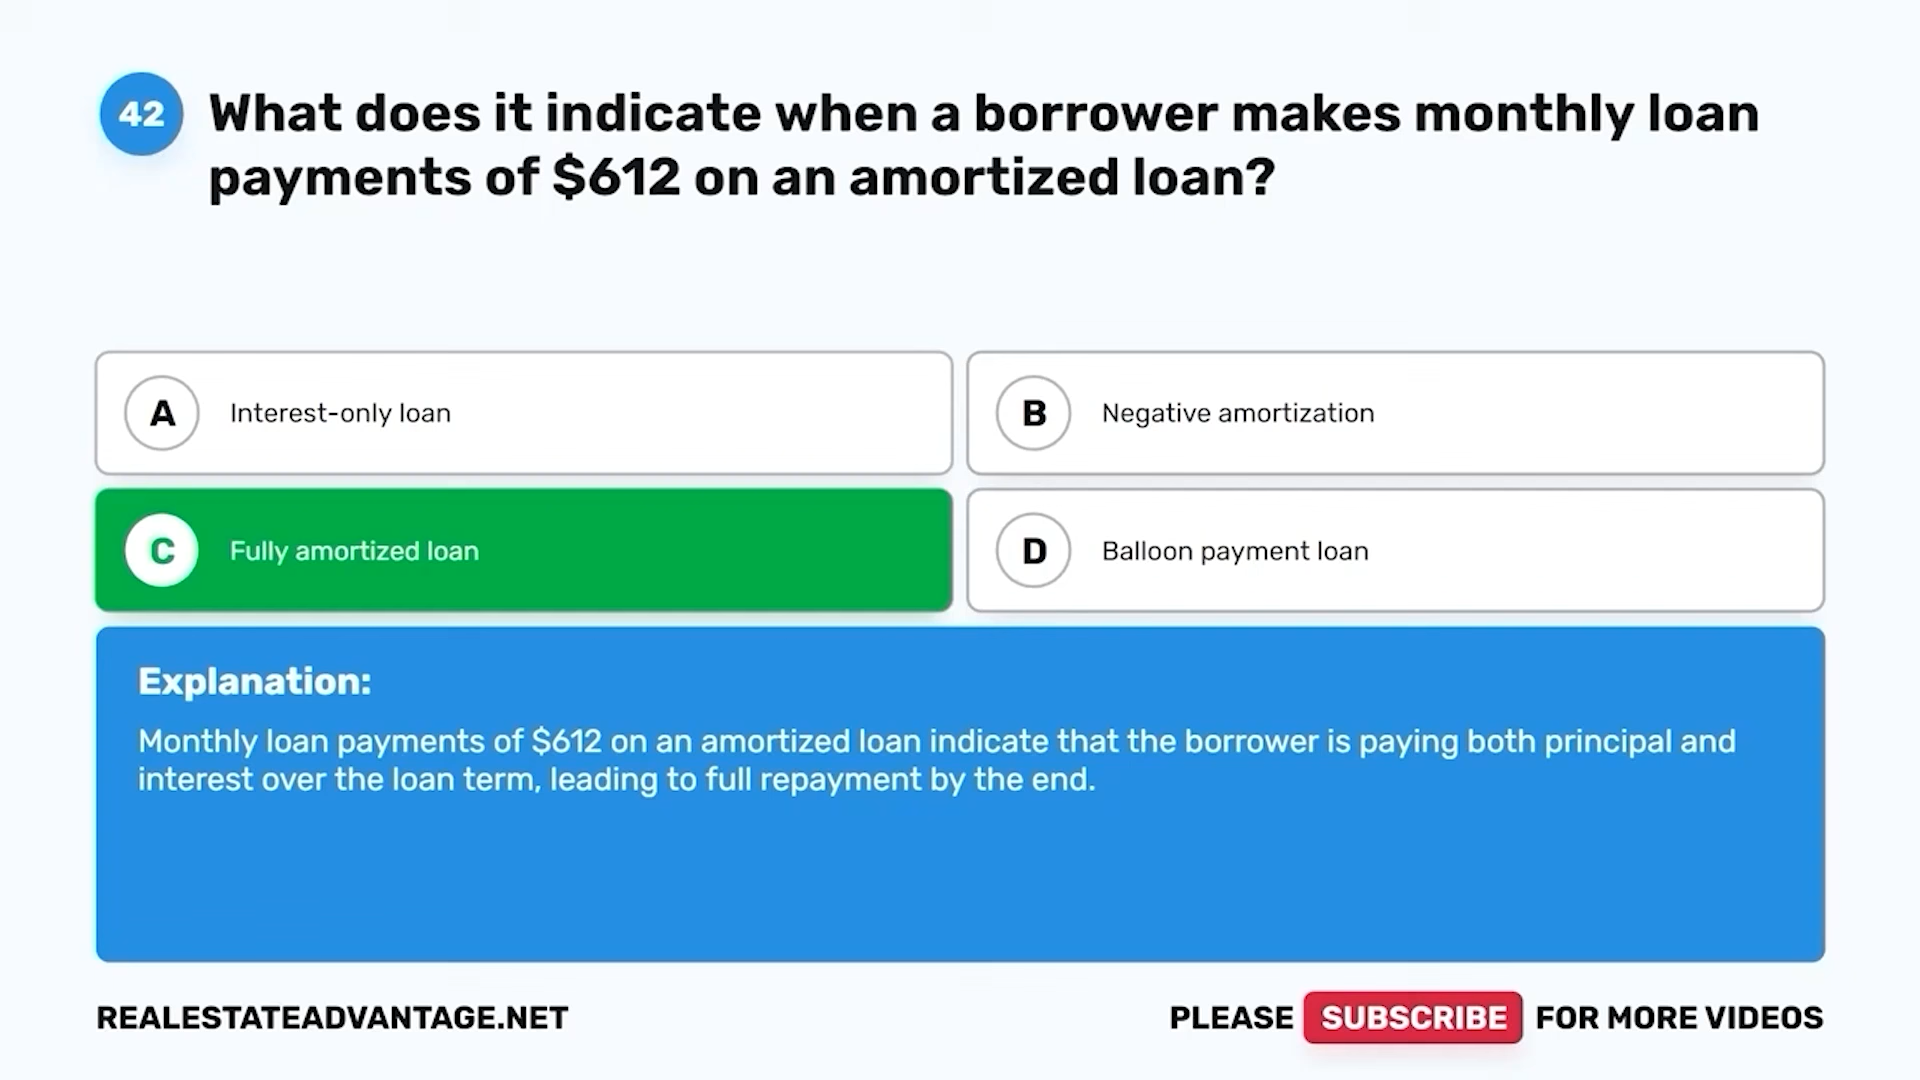 42
What does it indicate when a borrower makes monthly loan
payments of $612 on an amortized loan?
A Interest-only loan
B Negative amortization
C Fully amortized loan
D Balloon payment loan
Explanation:
Monthly loan payments of $612 on an amortized loan indicate that the borrower is paying both principal and
interest over the loan term, leading to full repayment by the end.
REALESTATEADVANTAGE.NET
PLEASE SUBSCRIBE FOR MORE VIDEOS